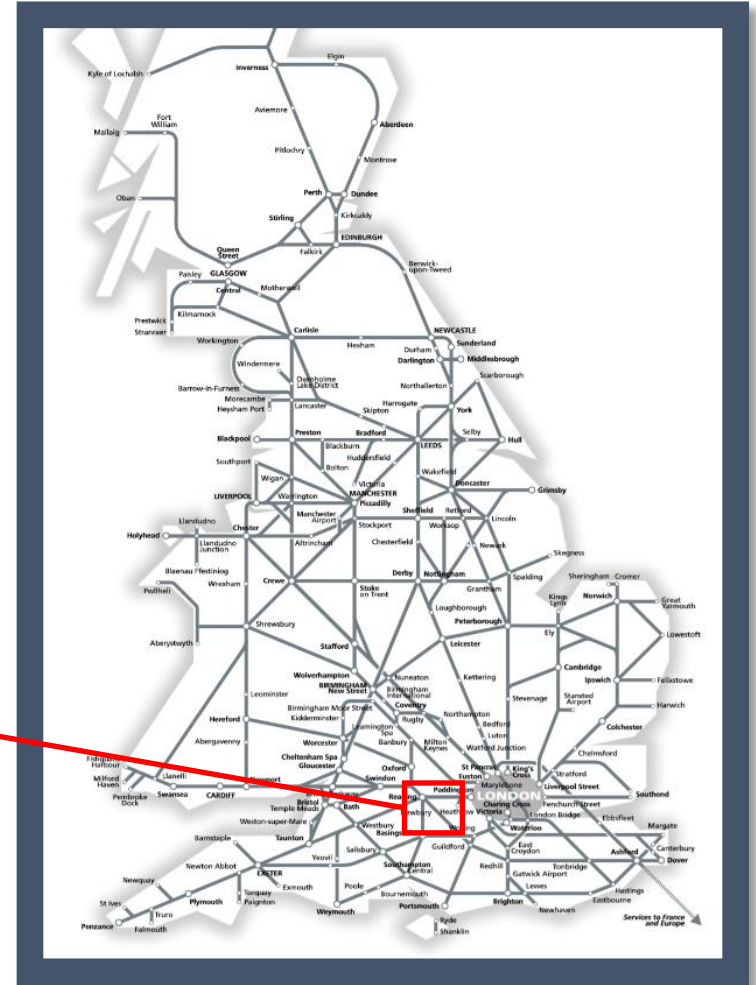 Elgin
Inverness
Kyle of Lochalsh
Aviemore
Fort
William
Aberdeen
Mallaig
Pitlochry
Montrose
Perth
Dundee
Oban
Stirling
Kirkcaldy
EDINBURGH
Queen
Street
Falkirk
Berwick-
upon-Tweed
Paisley
GLASGOW
Central
Motherwell
Prestwick
Kilmarnock
Stranraer
Carlisle
NEWCASTLE
Workington
Hexham
Sunderland
Durham
Darlington
Middlesbrough
Windermere
Scarborough
Oxenholme
Lake District
Barrow-in-Furness
Northallerton
Morecambe
Harrogate
Heysham Port
Lancaster
Skipton
York
Blackpool
Preston
Bradford
Selby
Hull
Blackburn
LEEDS
Southport
Huddersfield
Bolton
Wakefield
Wigan
Victoria
Doncaster
Grimsby
LIVERPOOL
Warrington
MANCHESTER
Piccadilly
Manchester
Airport
Sheffield
Retford
Llandudno
Stockport
Worksop
Lincoln
Holyhead
Chester
Llandudno
Junction
Altrincham
Chesterfield
Newark
Skegness
Blaenau Ffestiniog
Derby
Nottingham
Spalding
Sheringham
Cromer
Pwllheli
Wrexham
Crewe
Stoke
on Trent
Grantham
Kings
Lynn
Norwich
Great
Yarmouth
Loughborough
Shrewsbury
Peterborough
Ely
Lowestoft
Aberystwyth
Stafford
Leicester
Cambridge
Wolverhampton
Nuneaton
Kettering
Ipswich
Felixstowe
BIRMINGHAM
New Street
Birmingham
International
Leominster
Coventry
Stevenage
Stansted
Airport
Harwich
Birmingham Moor Street
Kidderminster
Rugby
Northampton
Hereford
Leamington
Spa
Bedford
Colchester
Abergavenny
Worcester
Banbury
Milton
Keynes
Luton
Watford Junction
Chelmsford
Cheltenham Spa
Gloucester
Oxford
St Pancras
King's
Cross
Fishguard
Harbour
Llanelli
Newport
Swindon
Euston
Stratford
Milford
Haven
Paddington
Marylebone
Liverpool Street
Pembroke
Dock
Swansea
CARDIFF
Reading
LONDON
Southend
Bristol
Temple Meads
Bath
Heathrow
Victoria
Charing Cross
Fenchurch Street
London Bridge
Ebbsfleet
Weston-super-Mare
Westbury
Waterloo
Margate
Barnstaple
Taunton
Guildford
East
Croydon
Canterbury
Salisbury
Redhill
Tonbridge
Ashford
Dover
Newton Abbot
Yeovil
Southampton
Central
Gatwick Airport
Newquay
EXETER
Exmouth
Poole
Bournemouth
Lewes
Hastings
Eastbourne
St Ives
Plymouth
Torquay
Paignton
Weymouth
Portsmouth
Brighton
Newhaven
Truro
Penzance
Falmouth
Ryde
Shanklin
Services to France
and Europe